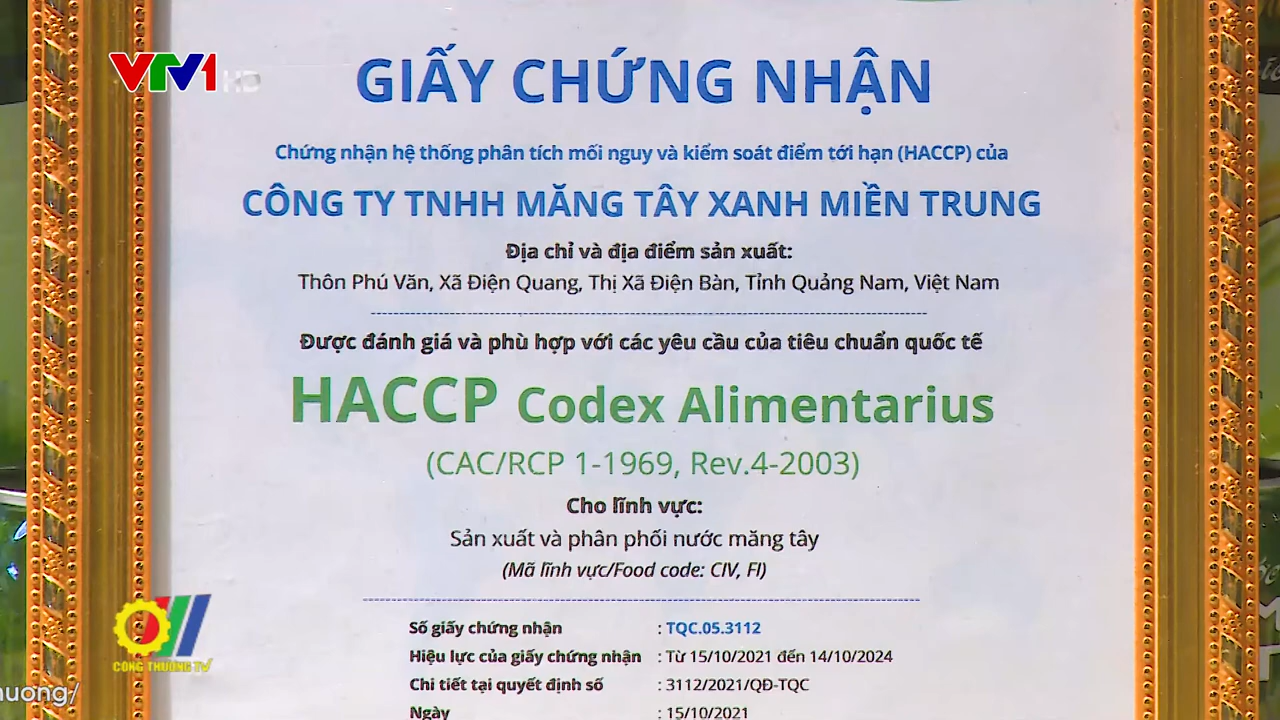 VTV1 HD
GIẤY CHỨNG NHẬN
Chứng nhận hệ thống phân tích mối nguy và kiểm soát điểm tới hạn (HACCP) của
CÔNG TY TNHH MĂNG TÂY XANH MIỀN TRUNG
Địa chỉ và địa điểm sản xuất:
Thôn Phú Văn, Xã Điện Quang, Thị Xã Điện Bàn, Tỉnh Quảng Nam, Việt Nam
Được đánh giá và phù hợp với các yêu cầu của tiêu chuẩn quốc tế
HACCP Codex Alimentarius
(CAC/RCP 1-1969, Rev.4-2003)
Cho lĩnh vực:
Sản xuất và phân phối nước măng tây
(Mã lĩnh vực/Food code: CIV, FI)
Số giấy chứng nhận : TQC.05.3112
Hiệu lực của giấy chứng nhận : Từ 15/10/2021 đến 14/10/2024
Chi tiết tại quyết định số : 3112/2021/QĐ-TQC
Ngày : 15/10/2021
CÔNG THƯƠNG TV
huong/